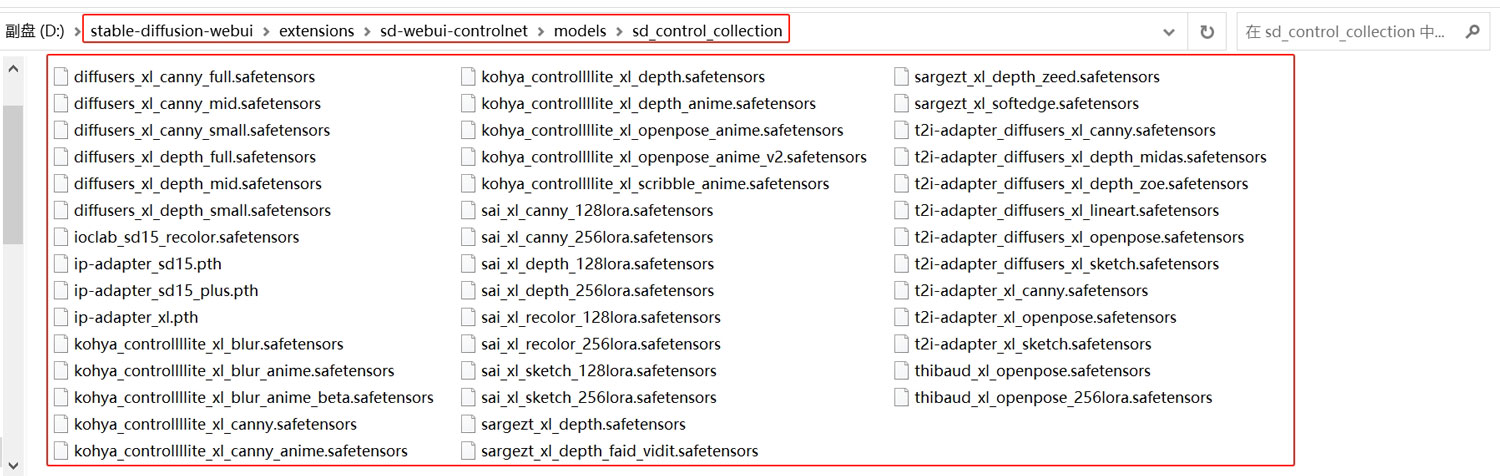 副盘 (D:) > stable-diffusion-webui > extensions > sd-webui-controlnet > models > sd_control_collection
在 sd_control_collection 中...
diffusers_xl_canny_full.safetensors
diffusers_xl_canny_mid.safetensors
diffusers_xl_canny_small.safetensors
diffusers_xl_depth_full.safetensors
diffusers_xl_depth_mid.safetensors
diffusers_xl_depth_small.safetensors
ioclab_sd15_recolor.safetensors
ip-adapter_sd15.pth
ip-adapter_sd15_plus.pth
ip-adapter_xl.pth
kohya_controllllite_xl_blur.safetensors
kohya_controllllite_xl_blur_anime.safetensors
kohya_controllllite_xl_blur_anime_beta.safetensors
kohya_controllllite_xl_canny.safetensors
kohya_controllllite_xl_canny_anime.safetensors
kohya_controllllite_xl_depth.safetensors
kohya_controllllite_xl_depth_anime.safetensors
kohya_controllllite_xl_openpose_anime.safetensors
kohya_controllllite_xl_openpose_anime_v2.safetensors
kohya_controllllite_xl_scribble_anime.safetensors
sai_xl_canny_128lora.safetensors
sai_xl_canny_256lora.safetensors
sai_xl_depth_128lora.safetensors
sai_xl_depth_256lora.safetensors
sai_xl_recolor_128lora.safetensors
sai_xl_recolor_256lora.safetensors
sai_xl_sketch_128lora.safetensors
sai_xl_sketch_256lora.safetensors
sargezt_xl_depth.safetensors
sargezt_xl_depth_faid_vidit.safetensors
sargezt_xl_depth_zeed.safetensors
sargezt_xl_softedge.safetensors
t2i-adapter_diffusers_xl_canny.safetensors
t2i-adapter_diffusers_xl_depth_midas.safetensors
t2i-adapter_diffusers_xl_depth_zoe.safetensors
t2i-adapter_diffusers_xl_lineart.safetensors
t2i-adapter_diffusers_xl_openpose.safetensors
t2i-adapter_diffusers_xl_sketch.safetensors
t2i-adapter_xl_canny.safetensors
t2i-adapter_xl_openpose.safetensors
t2i-adapter_xl_sketch.safetensors
thibaud_xl_openpose.safetensors
thibaud_xl_openpose_256lora.safetensors